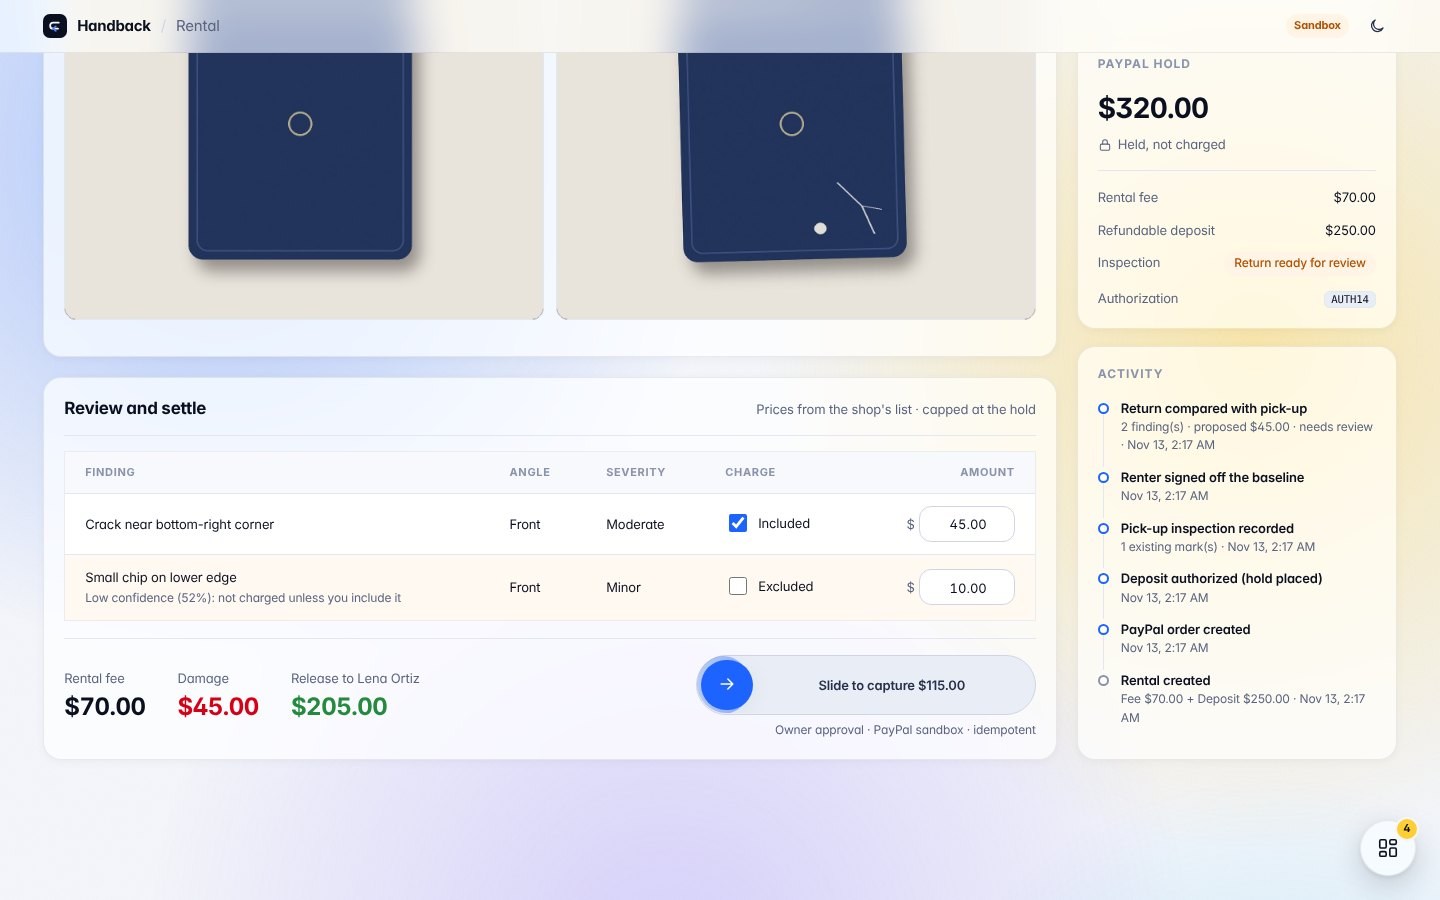 Handback / Rental
Sandbox
PAYPAL HOLD
$320.00
Held, not charged
Rental fee $70.00
Refundable deposit $250.00
Inspection Return ready for review
Authorization AUTH14
Review and settle
Prices from the shop's list · capped at the hold
FINDING ANGLE SEVERITY CHARGE AMOUNT
Crack near bottom-right corner Front Moderate Included $ 45.00
Small chip on lower edge
Low confidence (52%): not charged unless you include it
Front Minor Excluded $ 10.00
Rental fee
$70.00
Damage
$45.00
Release to Lena Ortiz
$205.00
Slide to capture $115.00
Owner approval · PayPal sandbox · idempotent
ACTIVITY
Return compared with pick-up
2 finding(s) · proposed $45.00 · needs review
· Nov 13, 2:17 AM
Renter signed off the baseline
Nov 13, 2:17 AM
Pick-up inspection recorded
1 existing mark(s) · Nov 13, 2:17 AM
Deposit authorized (hold placed)
Nov 13, 2:17 AM
PayPal order created
Nov 13, 2:17 AM
Rental created
Fee $70.00 + Deposit $250.00 · Nov 13, 2:17
AM
4